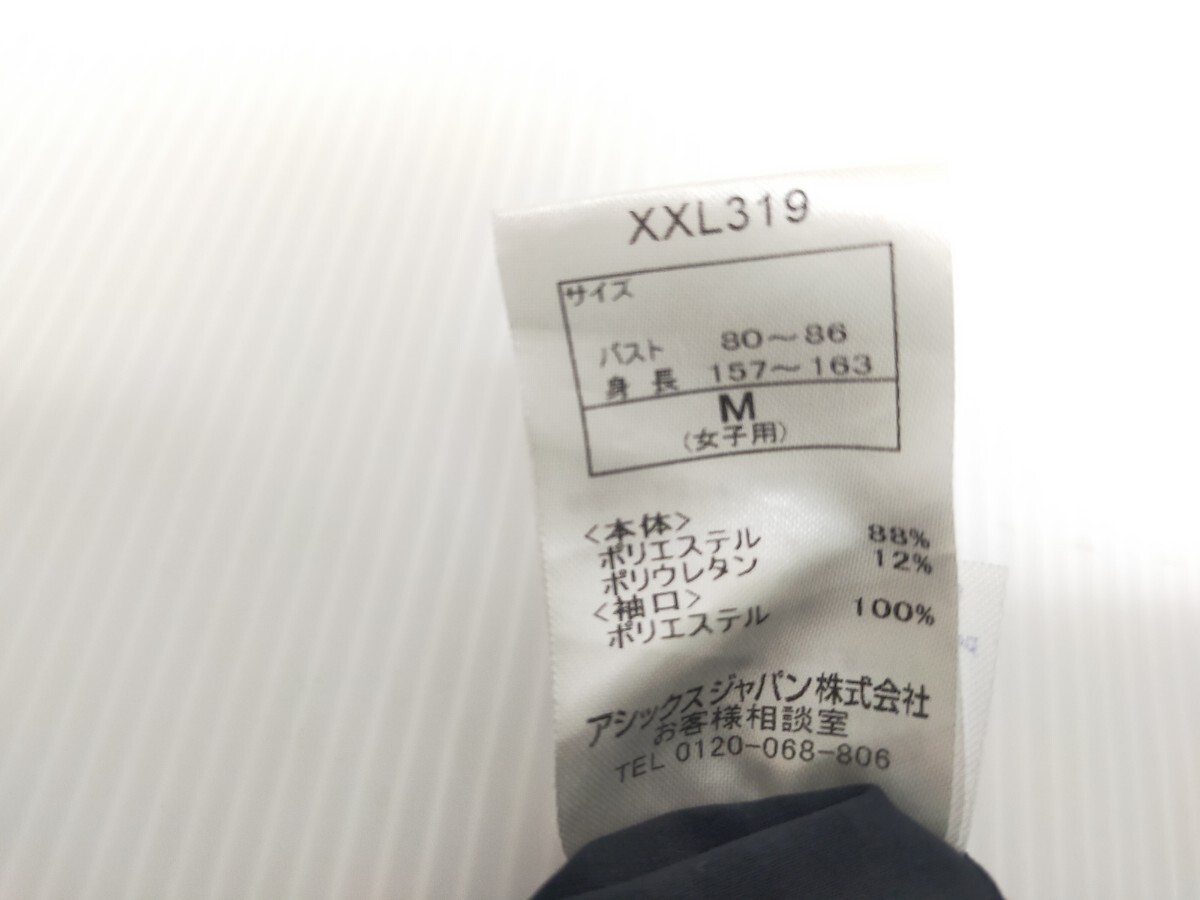 XXL319
サイズ
バスト 80～86
身長 157～163
M
(女子用)
<本体>
ポリエステル 88%
ポリウレタン 12%
<袖口>
ポリエステル 100%
アシックスジャパン株式会社
お客様相談室
TEL 0120-068-806